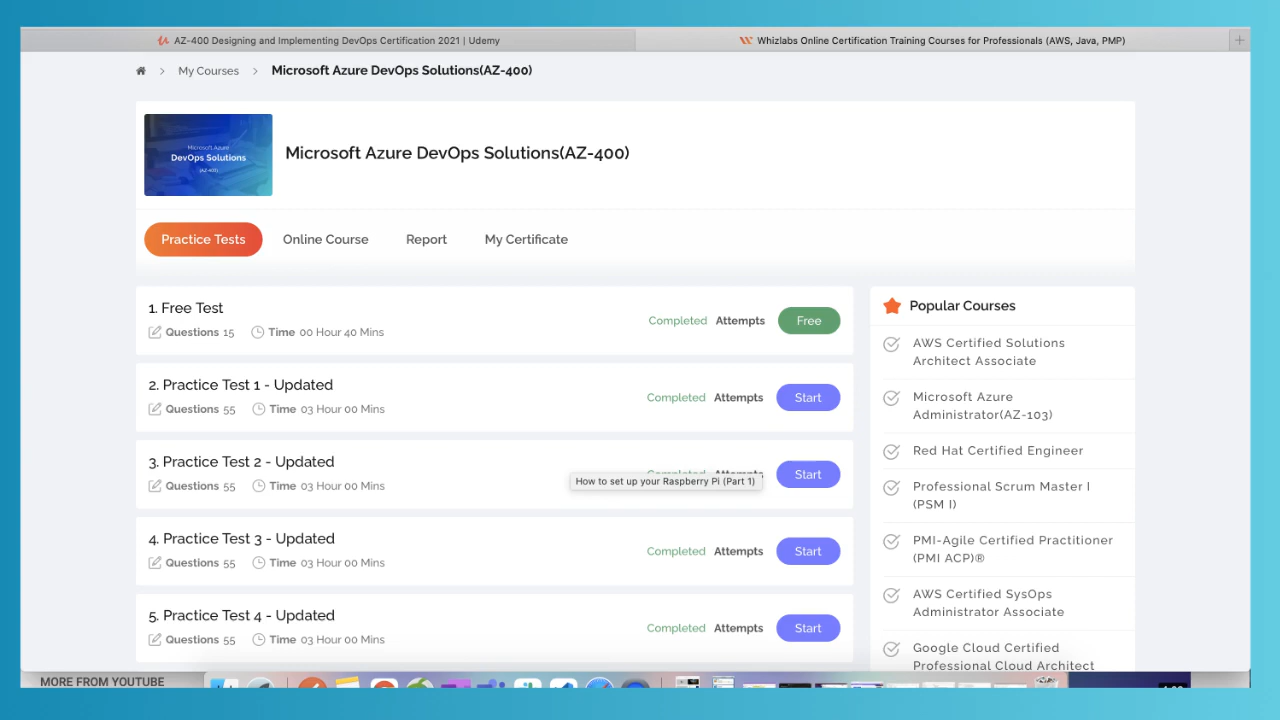 AZ-400 Designing and Implementing DevOps Certification 2021 | Udemy
Whizlabs Online Certification Training Courses for Professionals (AWS, Java, PMP)
My Courses > Microsoft Azure DevOps Solutions(AZ-400)
Microsoft Azure
DevOps Solutions
(AZ-400)
Microsoft Azure DevOps Solutions(AZ-400)
Practice Tests Online Course Report My Certificate
1. Free Test
Questions 15 Time 00 Hour 40 Mins
Completed Attempts Free
2. Practice Test 1 - Updated
Questions 55 Time 03 Hour 00 Mins
Completed Attempts Start
3. Practice Test 2 - Updated
Questions 55 Time 03 Hour 00 Mins
Completed Attempts Start
How to set up your Raspberry Pi (Part 1)
4. Practice Test 3 - Updated
Questions 55 Time 03 Hour 00 Mins
Completed Attempts Start
5. Practice Test 4 - Updated
Questions 55 Time 03 Hour 00 Mins
Completed Attempts Start
Popular Courses
AWS Certified Solutions
Architect Associate
Microsoft Azure
Administrator(AZ-103)
Red Hat Certified Engineer
Professional Scrum Master I
(PSM I)
PMI-Agile Certified Practitioner
(PMI ACP)®
AWS Certified SysOps
Administrator Associate
Google Cloud Certified
Professional Cloud Architect
MORE FROM YOUTUBE